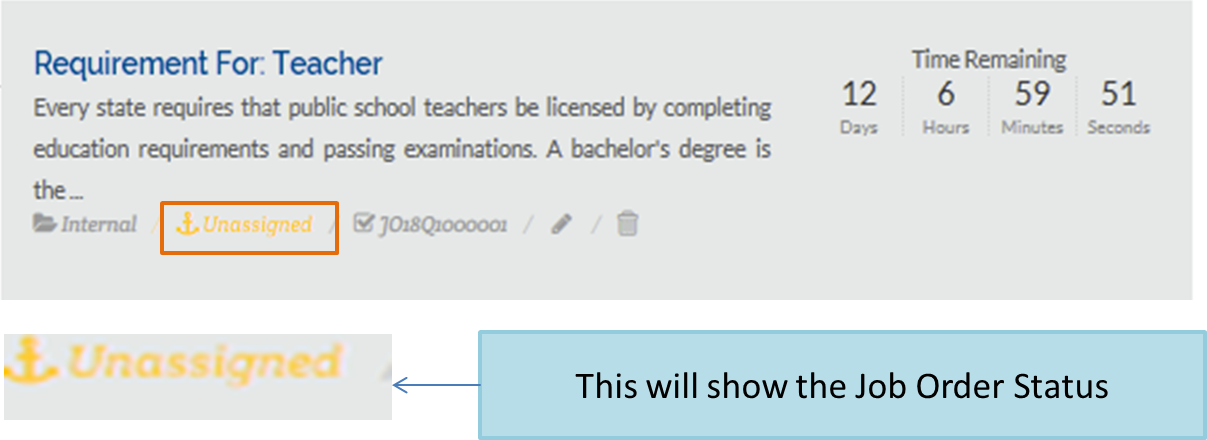 Requirement For: Teacher
Every state requires that public school teachers be licensed by completing
education requirements and passing examinations. A bachelor's degree is
the...
Internal / Unassigned / JO18Q1000001 / /
Time Remaining
12 6 59 51
Days Hours Minutes Seconds
Unassigned /
This will show the Job Order Status